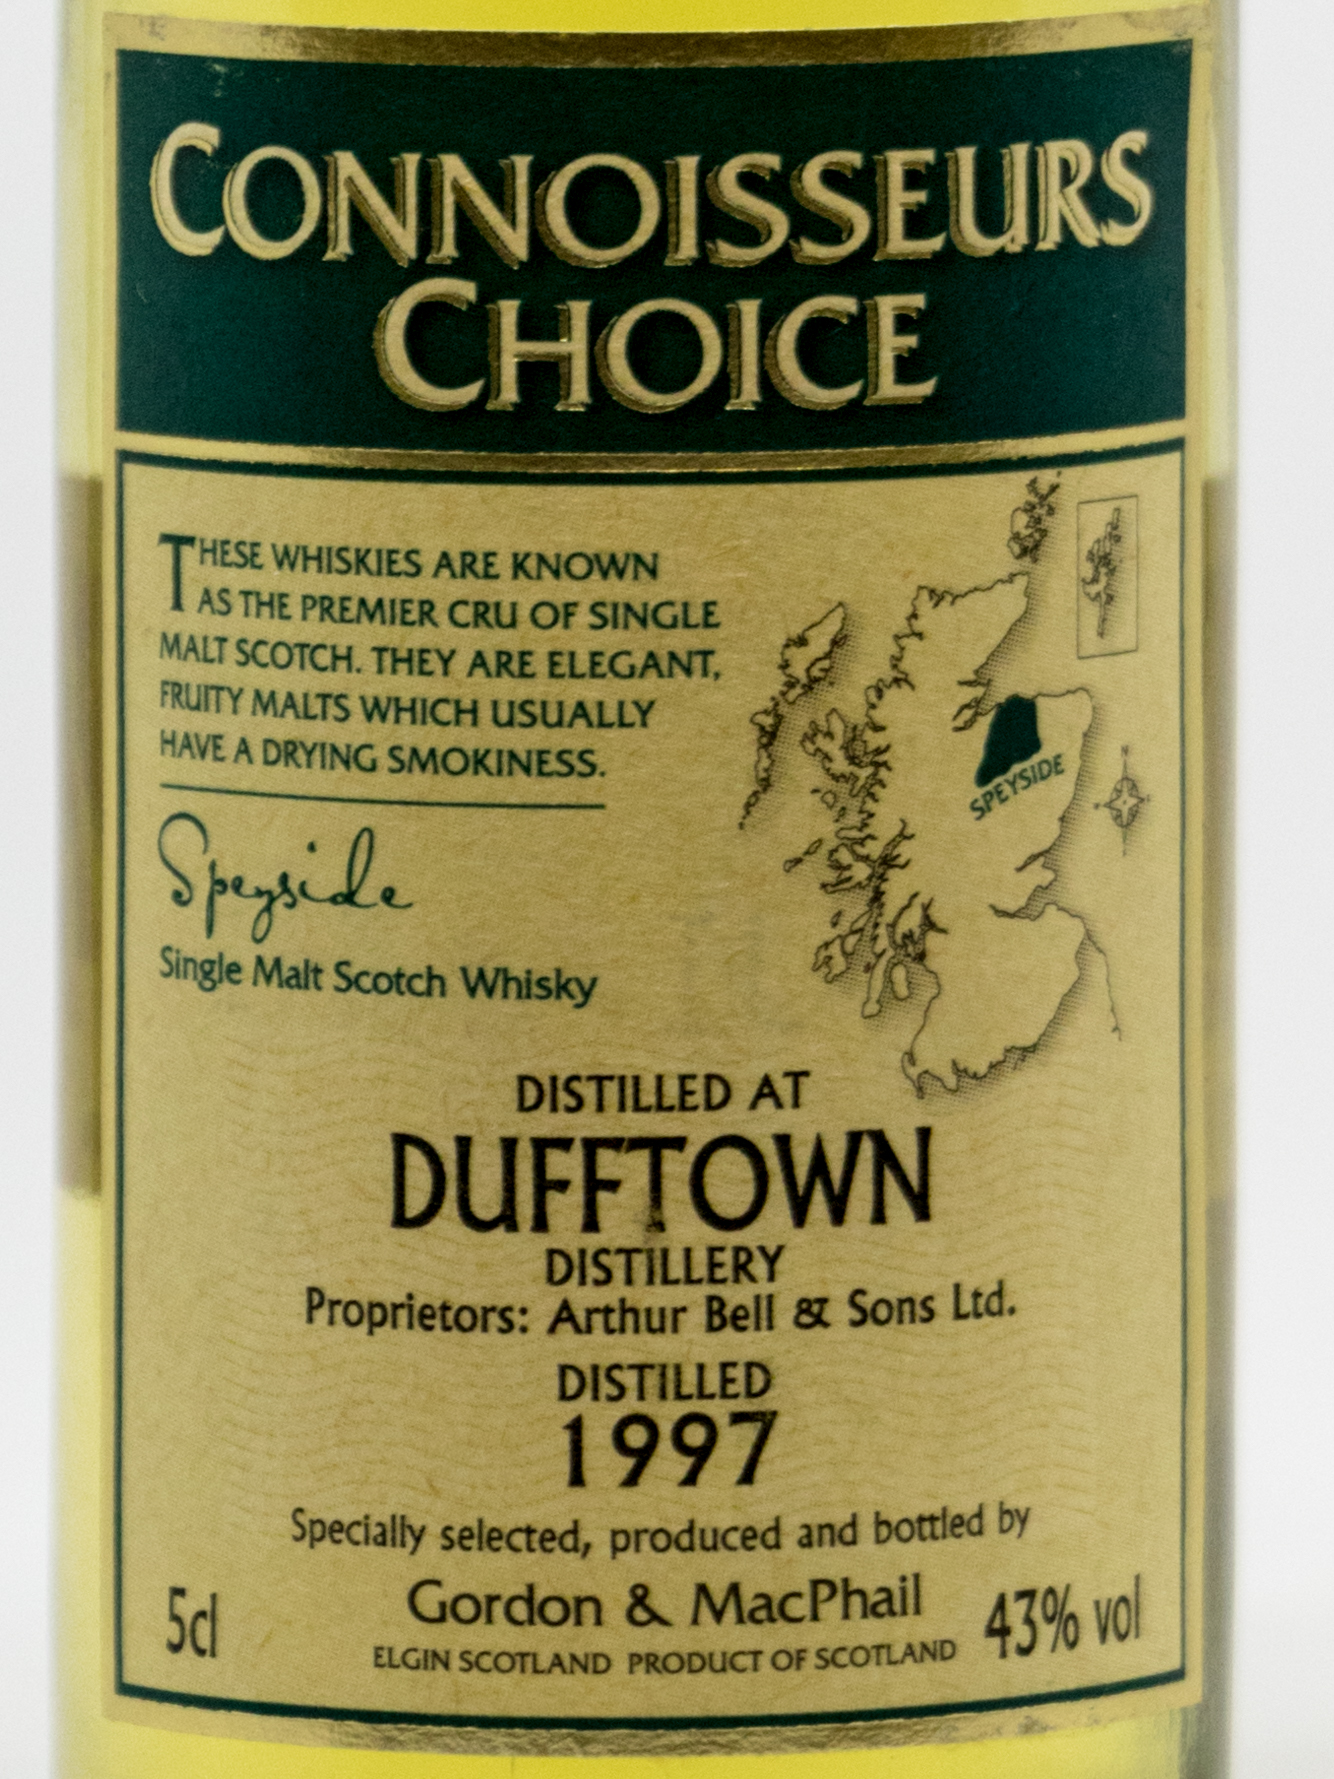 CONNOISSEURS
CHOICE
THESE WHISKIES ARE KNOWN
AS THE PREMIER CRU OF SINGLE
MALT SCOTCH. THEY ARE ELEGANT,
FRUITY MALTS WHICH USUALLY
HAVE A DRYING SMOKINESS.
SPEYSIDE
N
Speyside
Single Malt Scotch Whisky
DISTILLED AT
DUFFTOWN
DISTILLERY
Proprietors: Arthur Bell & Sons Ltd.
DISTILLED
1997
Specially selected, produced and bottled by
5cl Gordon & MacPhail 43% vol
ELGIN SCOTLAND PRODUCT OF SCOTLAND